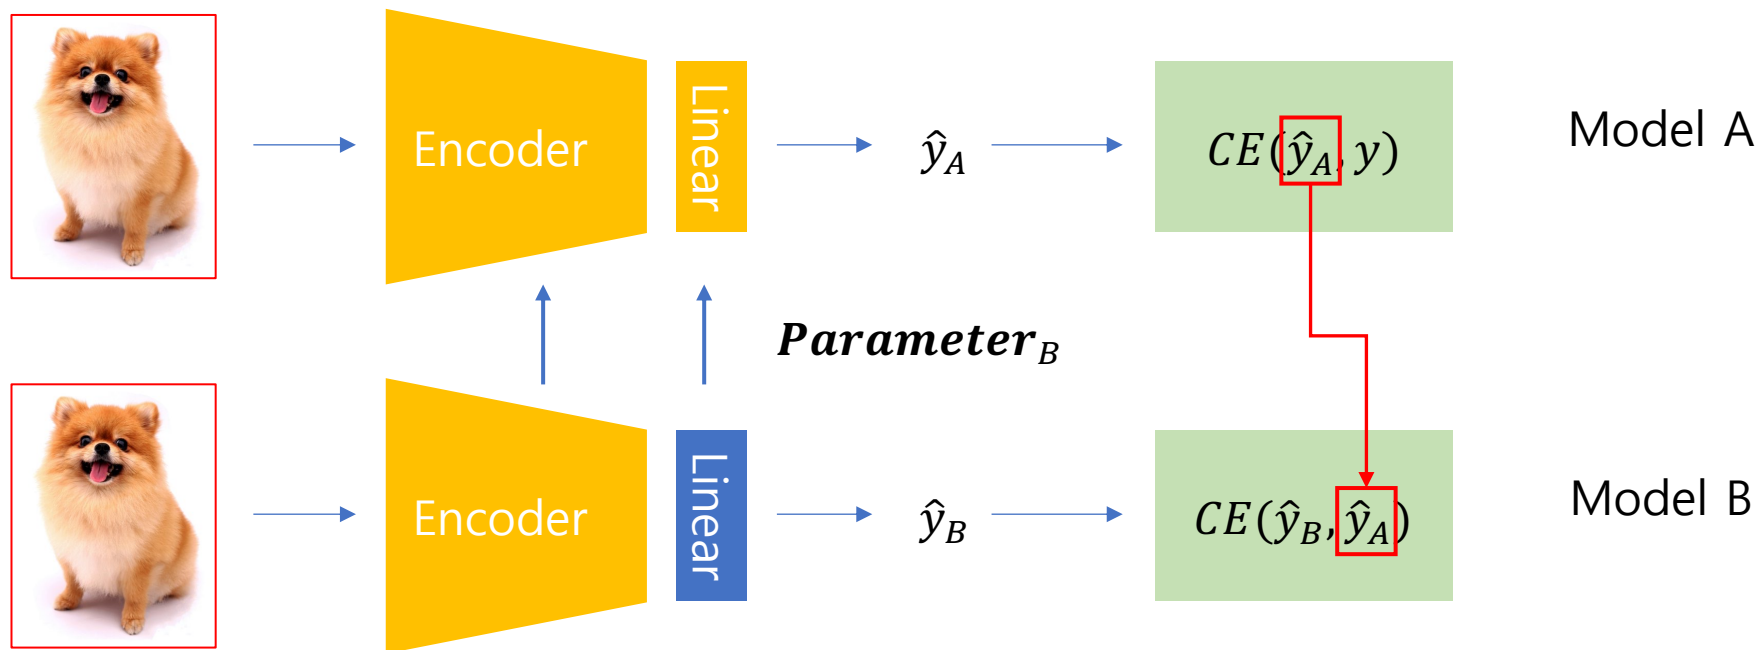 Encoder
Linear
ŷ_A
CE(ŷ_A, y)
Model A
Parameter_B
Encoder
Linear
ŷ_B
CE(ŷ_B, ŷ_A)
Model B